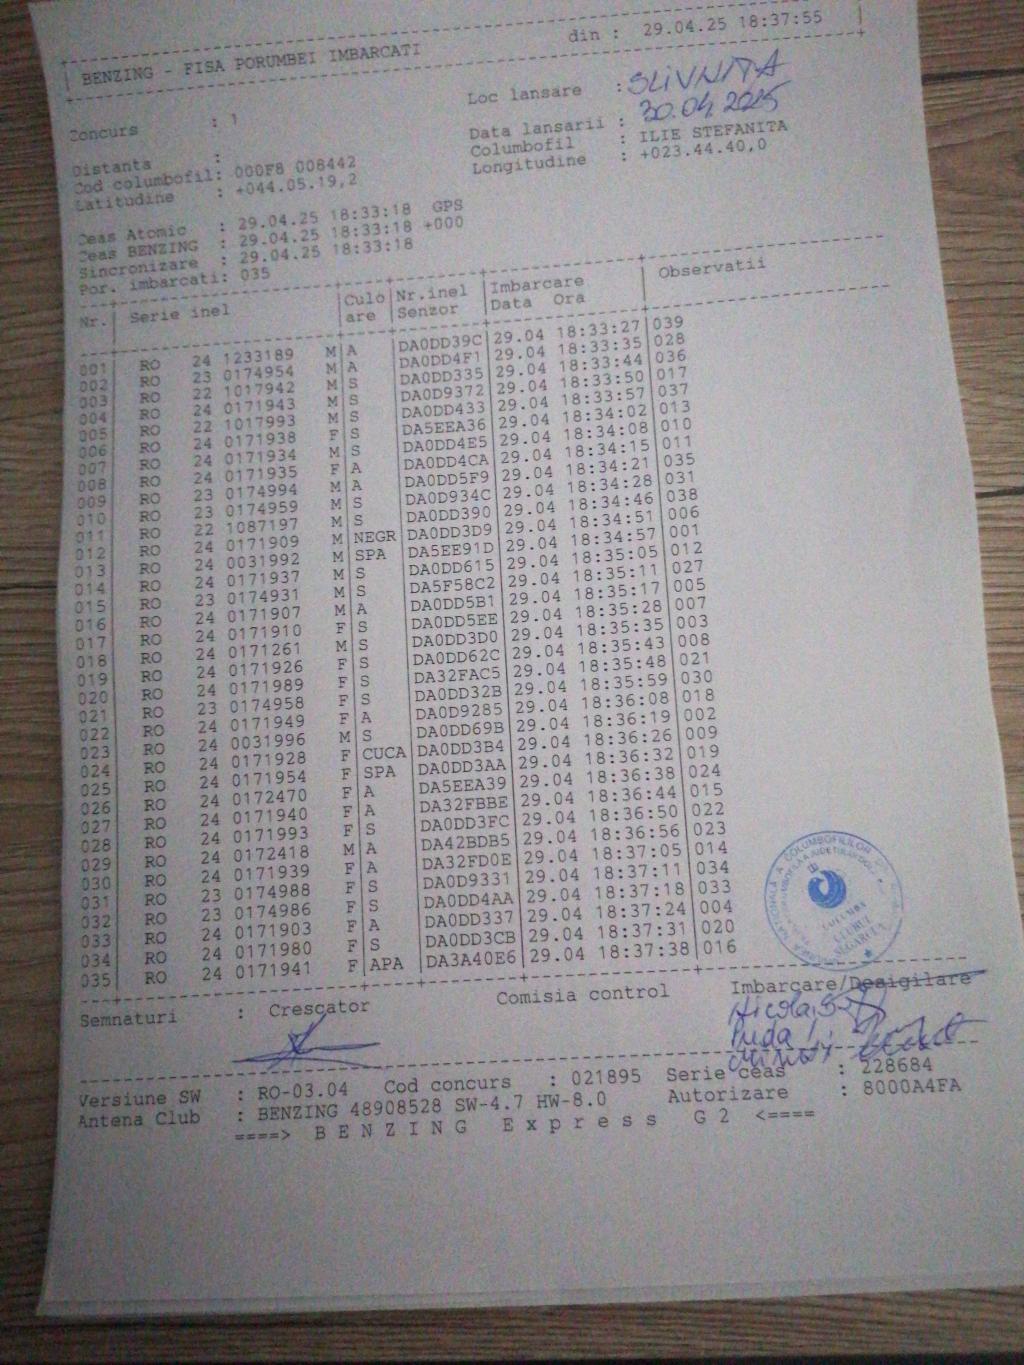 BENZING - FISA PORUMBEI IMBARCATI din : 29.04.25 18:37:55
Concurs : 1 Loc lansare : SLIVNITA
Data lansarii : 30.04.2025
Distanta : Columbofil : ILIE STEFANITA
Cod columbofil: 000F8 008442 Longitudine : +023.44.40,0
Latitudine : +044.05.19,2
Ceas Atomic : 29.04.25 18:33:18 GPS
Ceas BENZING : 29.04.25 18:33:18 +000
Sincronizare : 29.04.25 18:33:18
Por. imbarcati: 035
Nr. Serie inel Culo are Nr.inel Senzor Imbarcare Data Ora Observatii
001 RO 24 1233189 M A DA0DD39C 29.04 18:33:27 039
002 RO 23 0174954 M A DA0DD4F1 29.04 18:33:35 028
003 RO 22 1017942 M S DA0DD335 29.04 18:33:44 036
004 RO 24 0171943 M S DA0D9372 29.04 18:33:50 017
005 RO 22 1017993 M S DA0DD433 29.04 18:33:57 037
006 RO 24 0171938 F S DA5EEA36 29.04 18:34:02 013
007 RO 24 0171934 M S DA0DD4E5 29.04 18:34:08 010
008 RO 24 0171935 F A DA0DD4CA 29.04 18:34:15 011
009 RO 23 0174994 M A DA0DD5F9 29.04 18:34:21 035
010 RO 23 0174959 M S DA0D934C 29.04 18:34:28 031
011 RO 22 1087197 M S DA0DD390 29.04 18:34:46 038
012 RO 24 0171909 M NEGR DA0DD3D9 29.04 18:34:51 006
013 RO 24 0031992 M SPA DA5EE91D 29.04 18:34:57 001
014 RO 24 0171937 M S DA0DD615 29.04 18:35:05 012
015 RO 23 0174931 M S DA5F58C2 29.04 18:35:11 027
016 RO 24 0171907 M A DA0DD5B1 29.04 18:35:17 005
017 RO 24 0171910 F S DA0DD5EE 29.04 18:35:28 007
018 RO 24 0171261 M S DA0DD3D0 29.04 18:35:35 003
019 RO 24 0171926 F S DA0DD62C 29.04 18:35:43 008
020 RO 24 0171989 F S DA32FAC5 29.04 18:35:48 021
021 RO 23 0174958 F S DA0DD32B 29.04 18:35:59 030
022 RO 24 0171949 F A DA0D9285 29.04 18:36:08 018
023 RO 24 0031996 M S DA0DD69B 29.04 18:36:19 002
024 RO 24 0171928 F CUCA DA0DD3B4 29.04 18:36:26 009
025 RO 24 0171954 F SPA DA0DD3AA 29.04 18:36:32 019
026 RO 24 0172470 F A DA5EEA39 29.04 18:36:38 024
027 RO 24 0171940 F A DA32FBBE 29.04 18:36:44 015
028 RO 24 0171993 F S DA0DD3FC 29.04 18:36:50 022
029 RO 24 0172418 M A DA42BDB5 29.04 18:36:56 023
030 RO 24 0171939 F A DA32FD0E 29.04 18:37:05 014
031 RO 23 0174988 F S DA0D9331 29.04 18:37:11 034
032 RO 23 0174986 F S DA0DD4AA 29.04 18:37:18 033
033 RO 24 0171903 F A DA0DD337 29.04 18:37:24 004
034 RO 24 0171980 F S DA0DD3CB 29.04 18:37:31 020
035 RO 24 0171941 F APA DA3A40E6 29.04 18:37:38 016
Semnaturi : Crescator Comisia control Imbarcare/Desigilare
Versiune SW : RO-03.04 Cod concurs : 021895 Serie ceas : 228684
Antena Club : BENZING 48908528 SW-4.7 HW-8.0 Autorizare : 8000A4FA
====> B E N Z I N G E x p r e s s G 2 <====